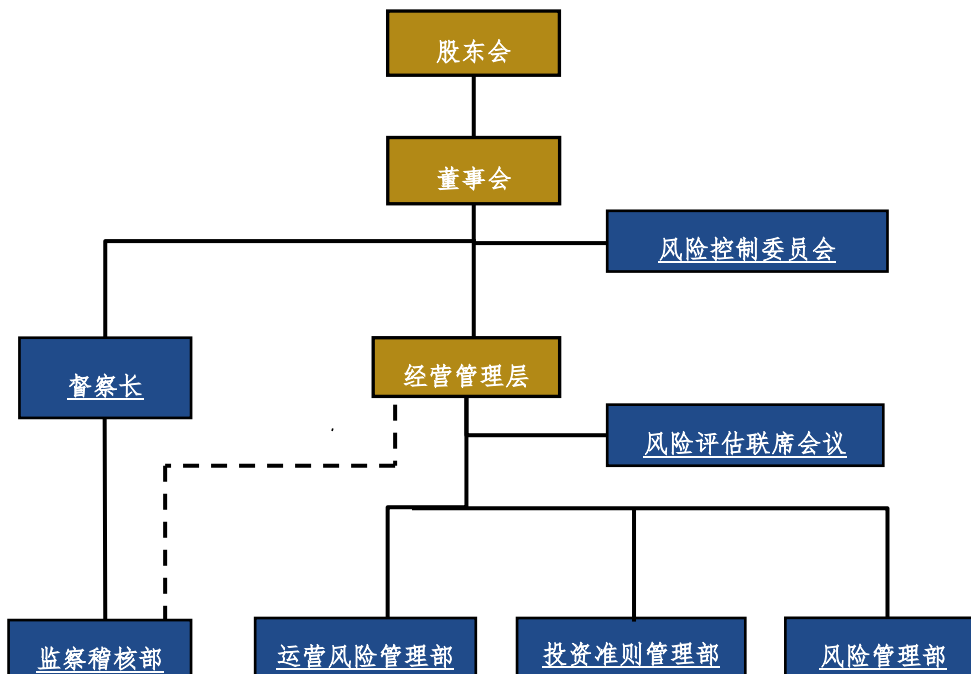 股东会
董事会
风险控制委员会
督察长
经营管理层
风险评估联席会议
监察稽核部
运营风险管理部
投资准则管理部
风险管理部